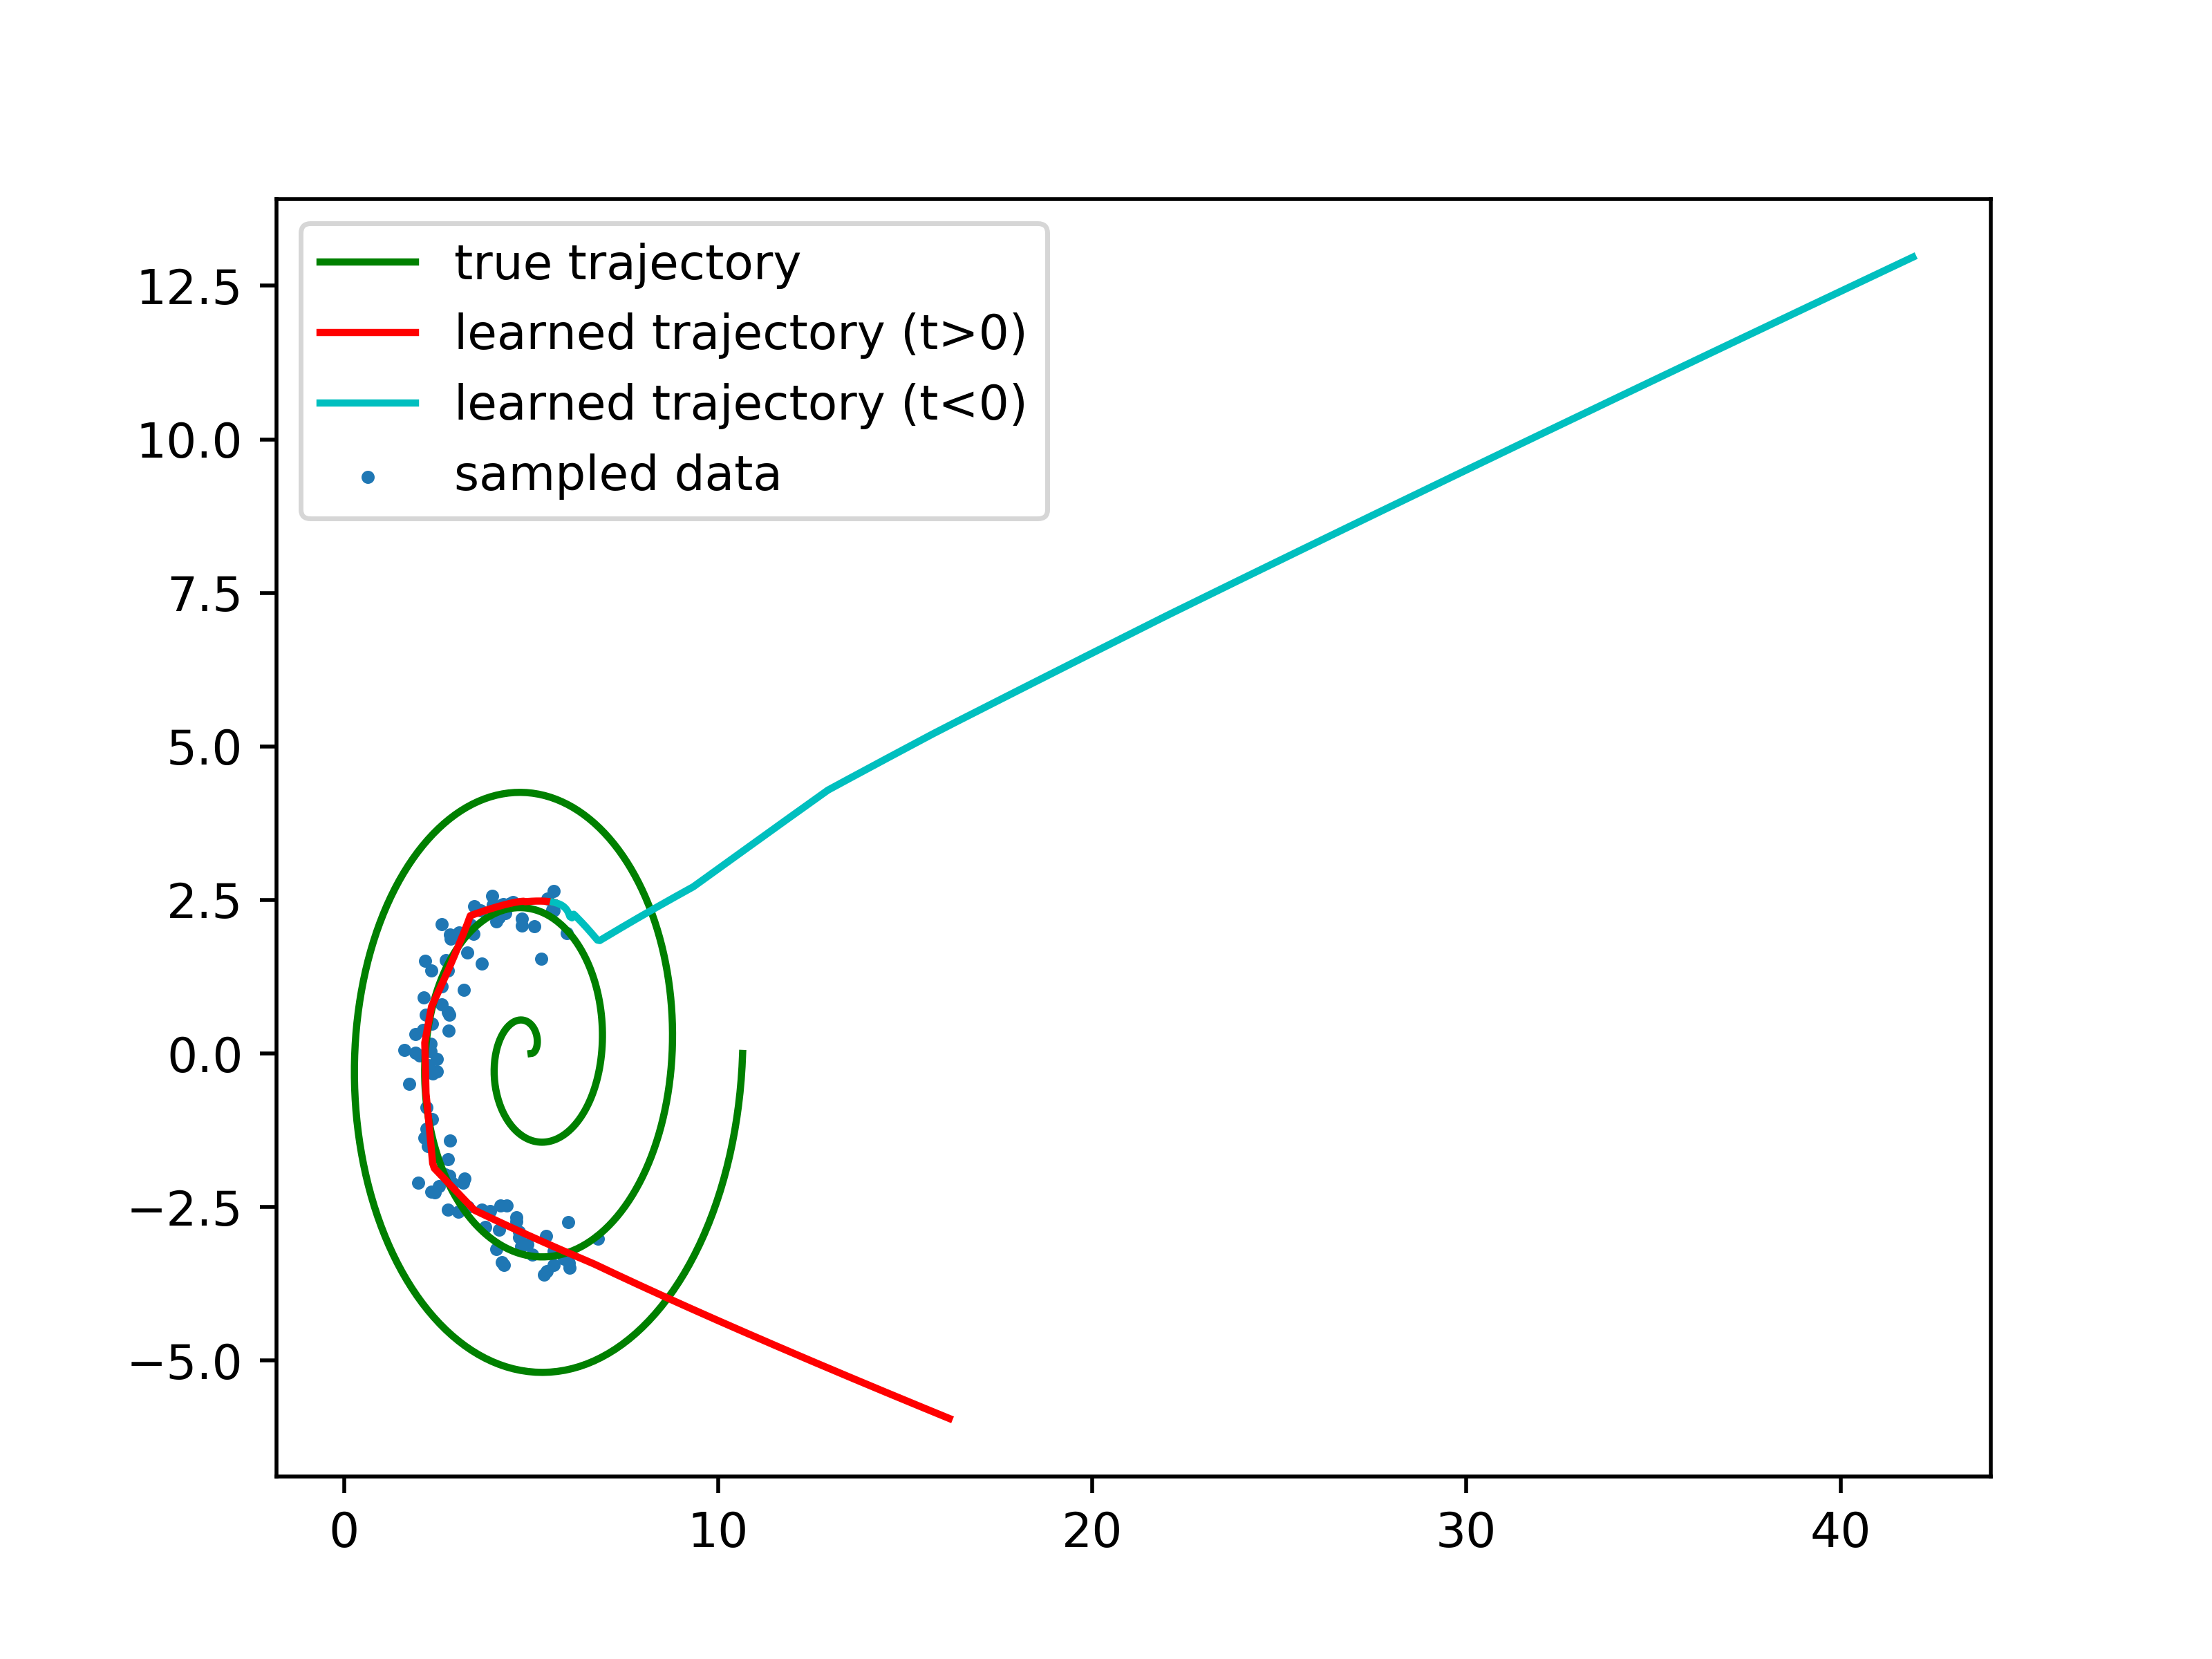 true trajectory
learned trajectory (t>0)
learned trajectory (t<0)
sampled data
12.5
10.0
7.5
5.0
2.5
0.0
−2.5
−5.0
0 10 20 30 40